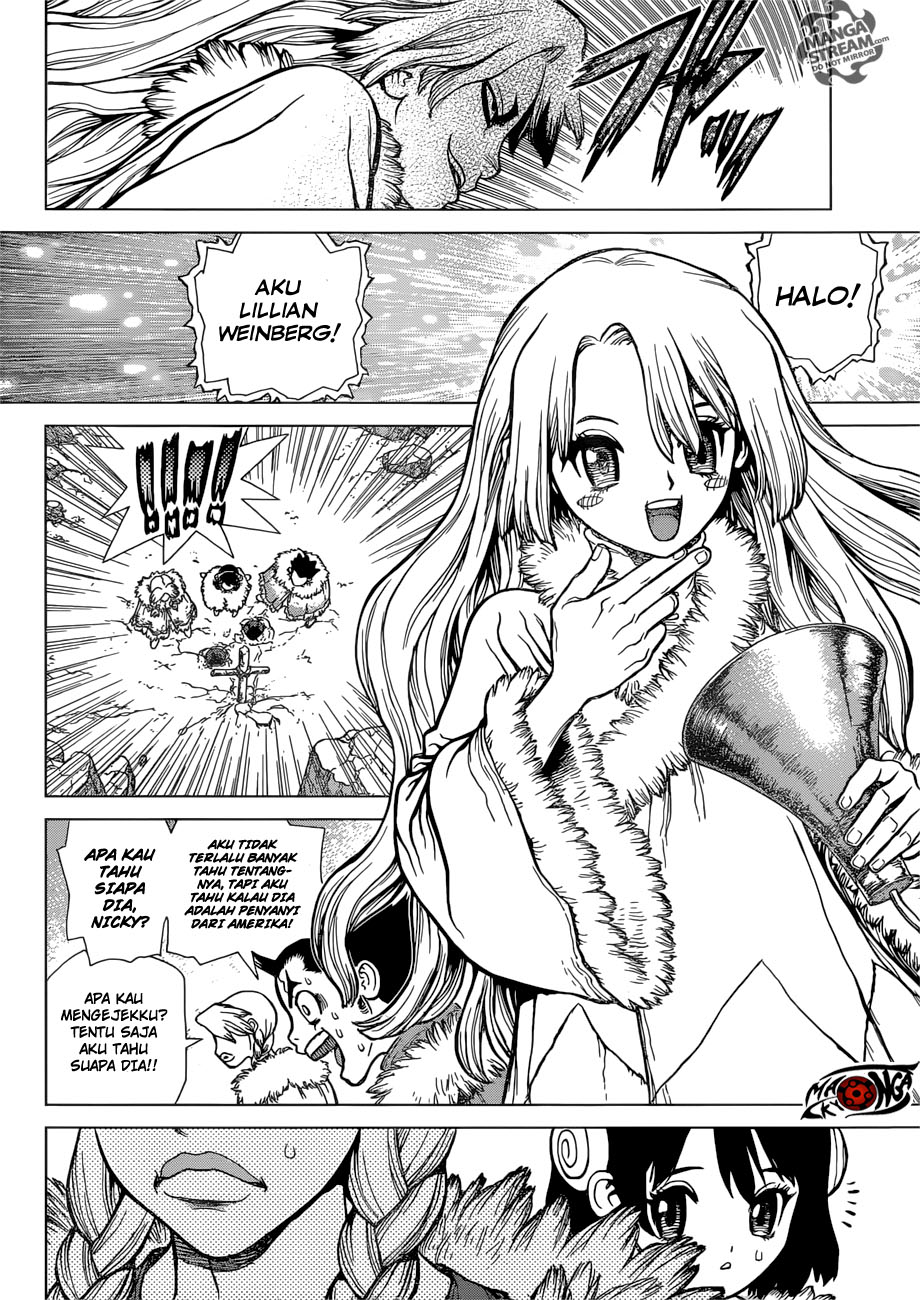 MANGA
STREAM.com
DO NOT MIRROR
HALO!
AKU
LILLIAN
WEINBERG!
!!!!
APA KAU
TAHU
SIAPA
DIA,
NICKY?
AKU TIDAK
TERLALU BANYAK
TAHU TENTANG-
NYA, TAPI AKU
TAHU KALAU DIA
ADALAH PENYANYI
DARI AMERIKA!
APA KAU
MENGEJEKKU?
TENTU SAJA
AKU TAHU
SUAPA DIA!!